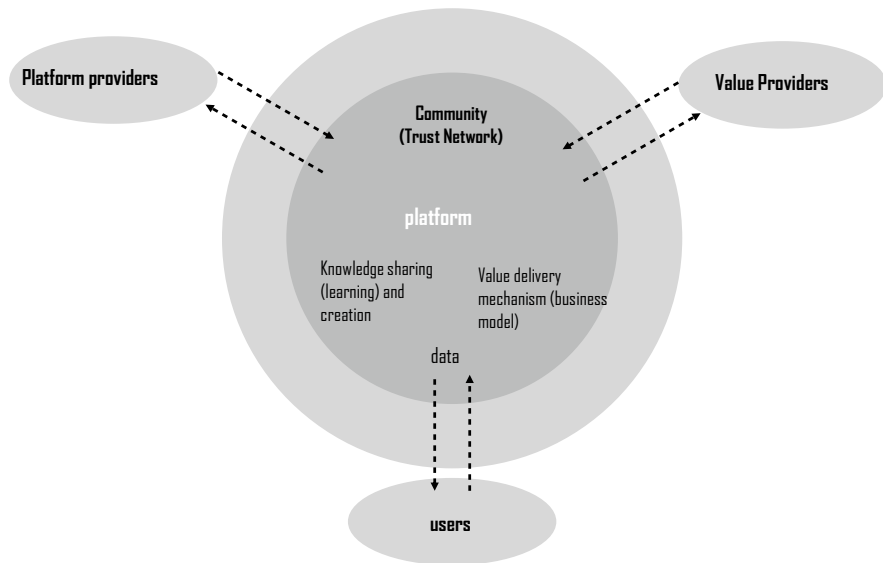 Platform providers
Value Providers
Community
(Trust Network)
platform
Knowledge sharing
(learning) and
creation
Value delivery
mechanism (business
model)
data
users